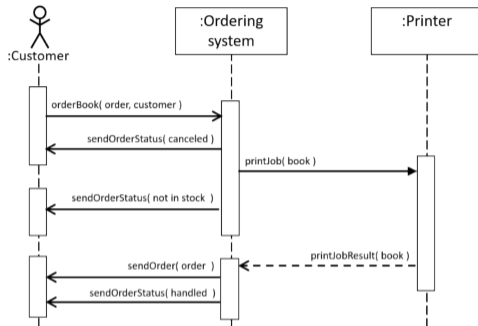 :Customer
:Ordering
system
:Printer
orderBook( order, customer )
sendOrderStatus( canceled )
printJob( book )
sendOrderStatus( not in stock )
printJobResult( book )
sendOrder( order )
sendOrderStatus( handled )